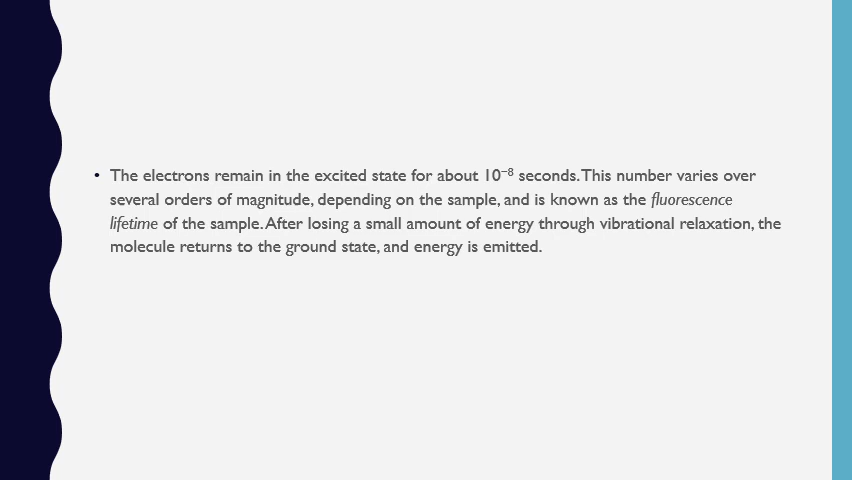 • The electrons remain in the excited state for about 10⁻⁸ seconds. This number varies over
several orders of magnitude, depending on the sample, and is known as the fluorescence
lifetime of the sample. After losing a small amount of energy through vibrational relaxation, the
molecule returns to the ground state, and energy is emitted.